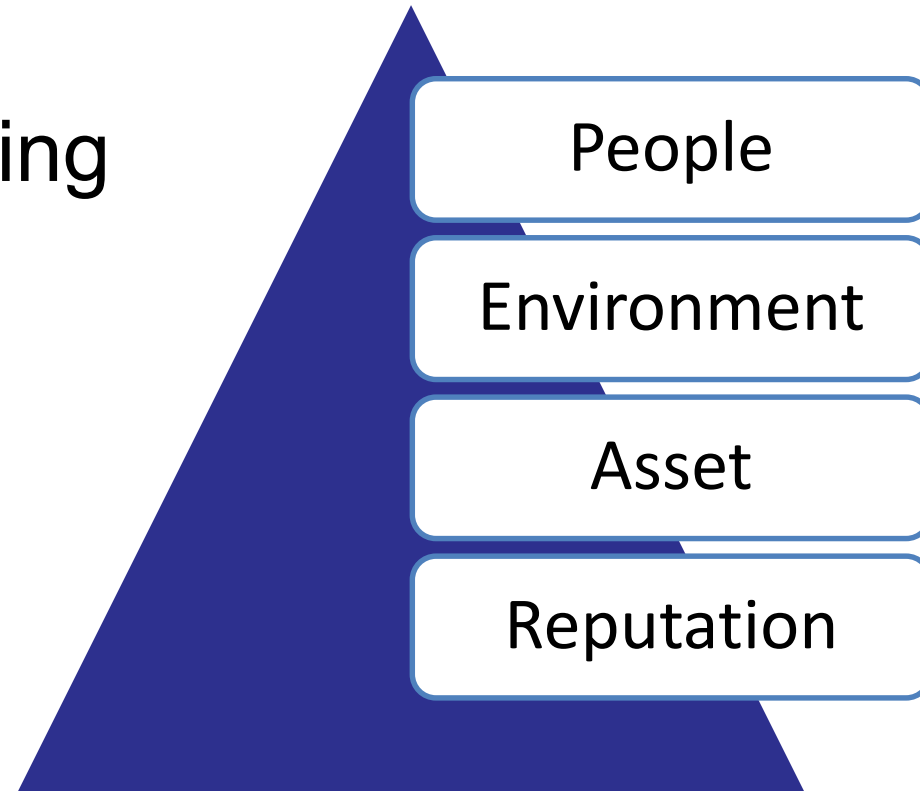 ing
People
Environment
Asset
Reputation